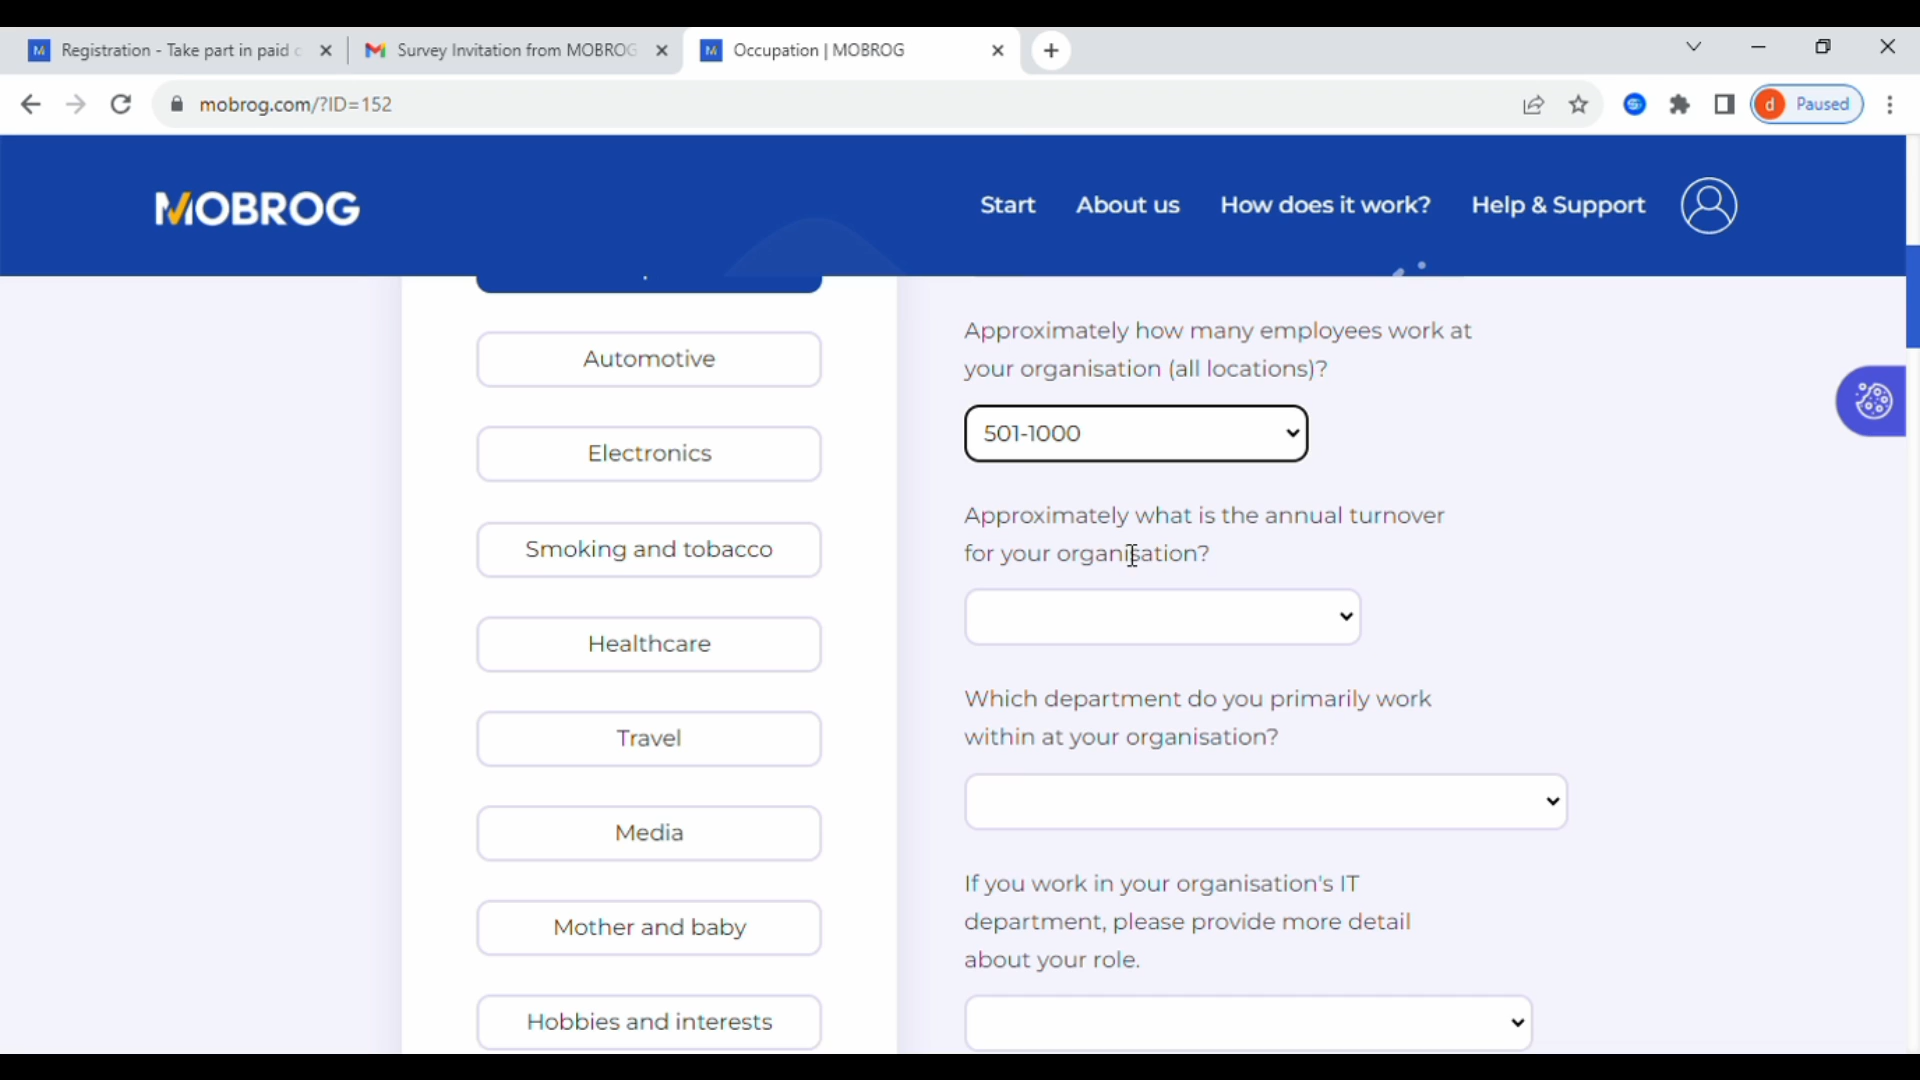 Registration - Take part in paid
Survey Invitation from MOBROG
Occupation | MOBROG
mobrog.com/?ID=152
d
Paused
MOBROG
Start
About us
How does it work?
Help & Support
Automotive
Electronics
Smoking and tobacco
Healthcare
Travel
Media
Mother and baby
Hobbies and interests
Approximately how many employees work at
your organisation (all locations)?
501-1000
Approximately what is the annual turnover
for your organisation?
Which department do you primarily work
within at your organisation?
If you work in your organisation's IT
department, please provide more detail
about your role.